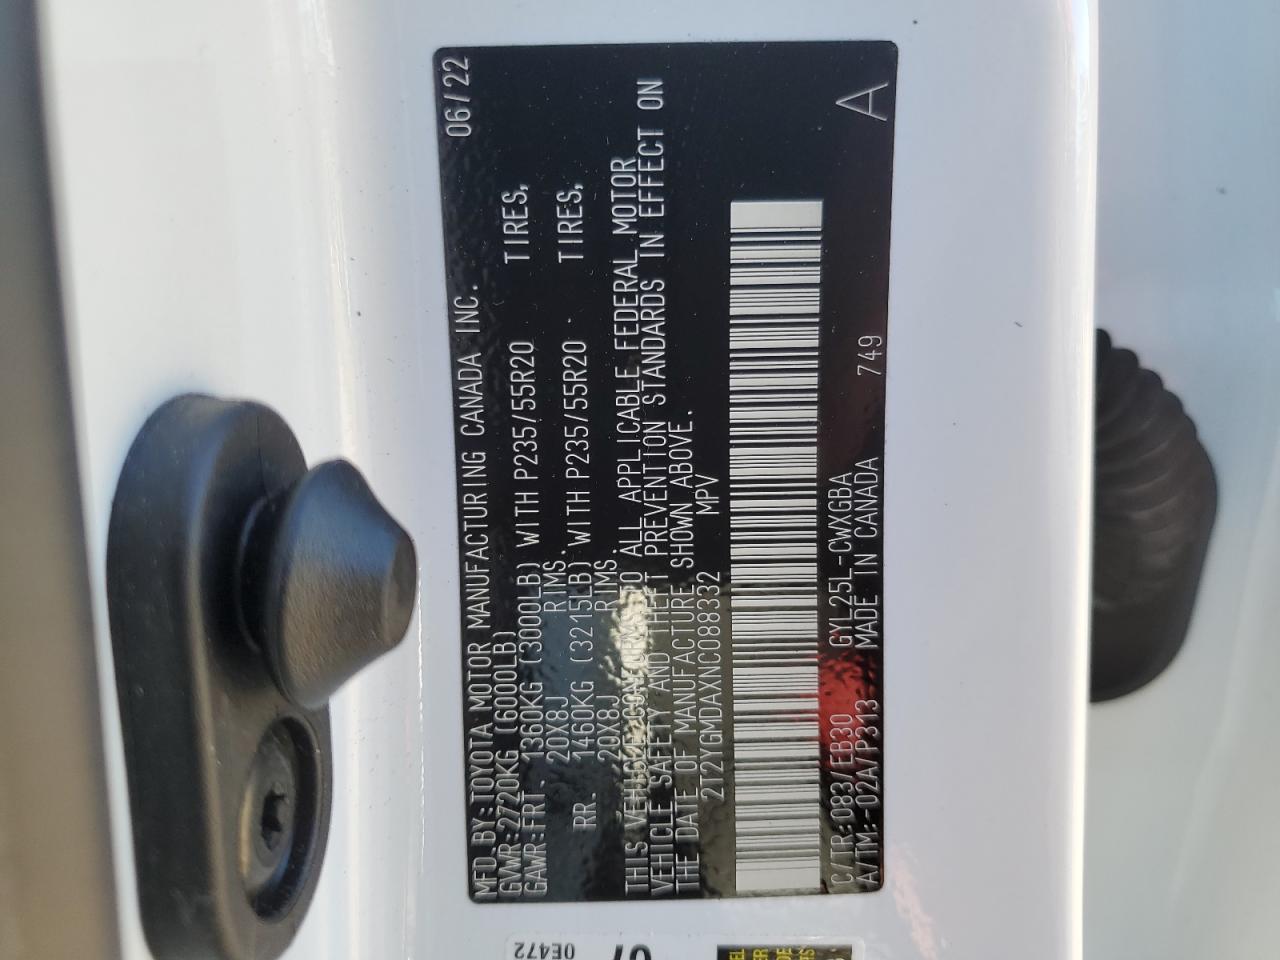 MFD.BY:TOYOTA MOTOR MANUFACTURING CANADA INC. 06/22
GVWR:2720KG (6000LB)
GAWR:FRT. 1360KG (3000LB) WITH P235/55R20 TIRES,
20X8J RIMS.
RR. 1460KG (3215LB) WITH P235/55R20 TIRES,
20X8J RIMS.
THIS VEHICLE TO ALL APPLICABLE FEDERAL MOTOR
VEHICLE SAFETY AND THEFT PREVENTION STANDARDS IN EFFECT ON
THE DATE OF MANUFACTURE SHOWN ABOVE.
2T2YGMDAXNC088332 MPV
C/TR:083/EB30 GYL25L-CWXGBA
A/TM:-02A/P313 MADE IN CANADA 749
A
0E472